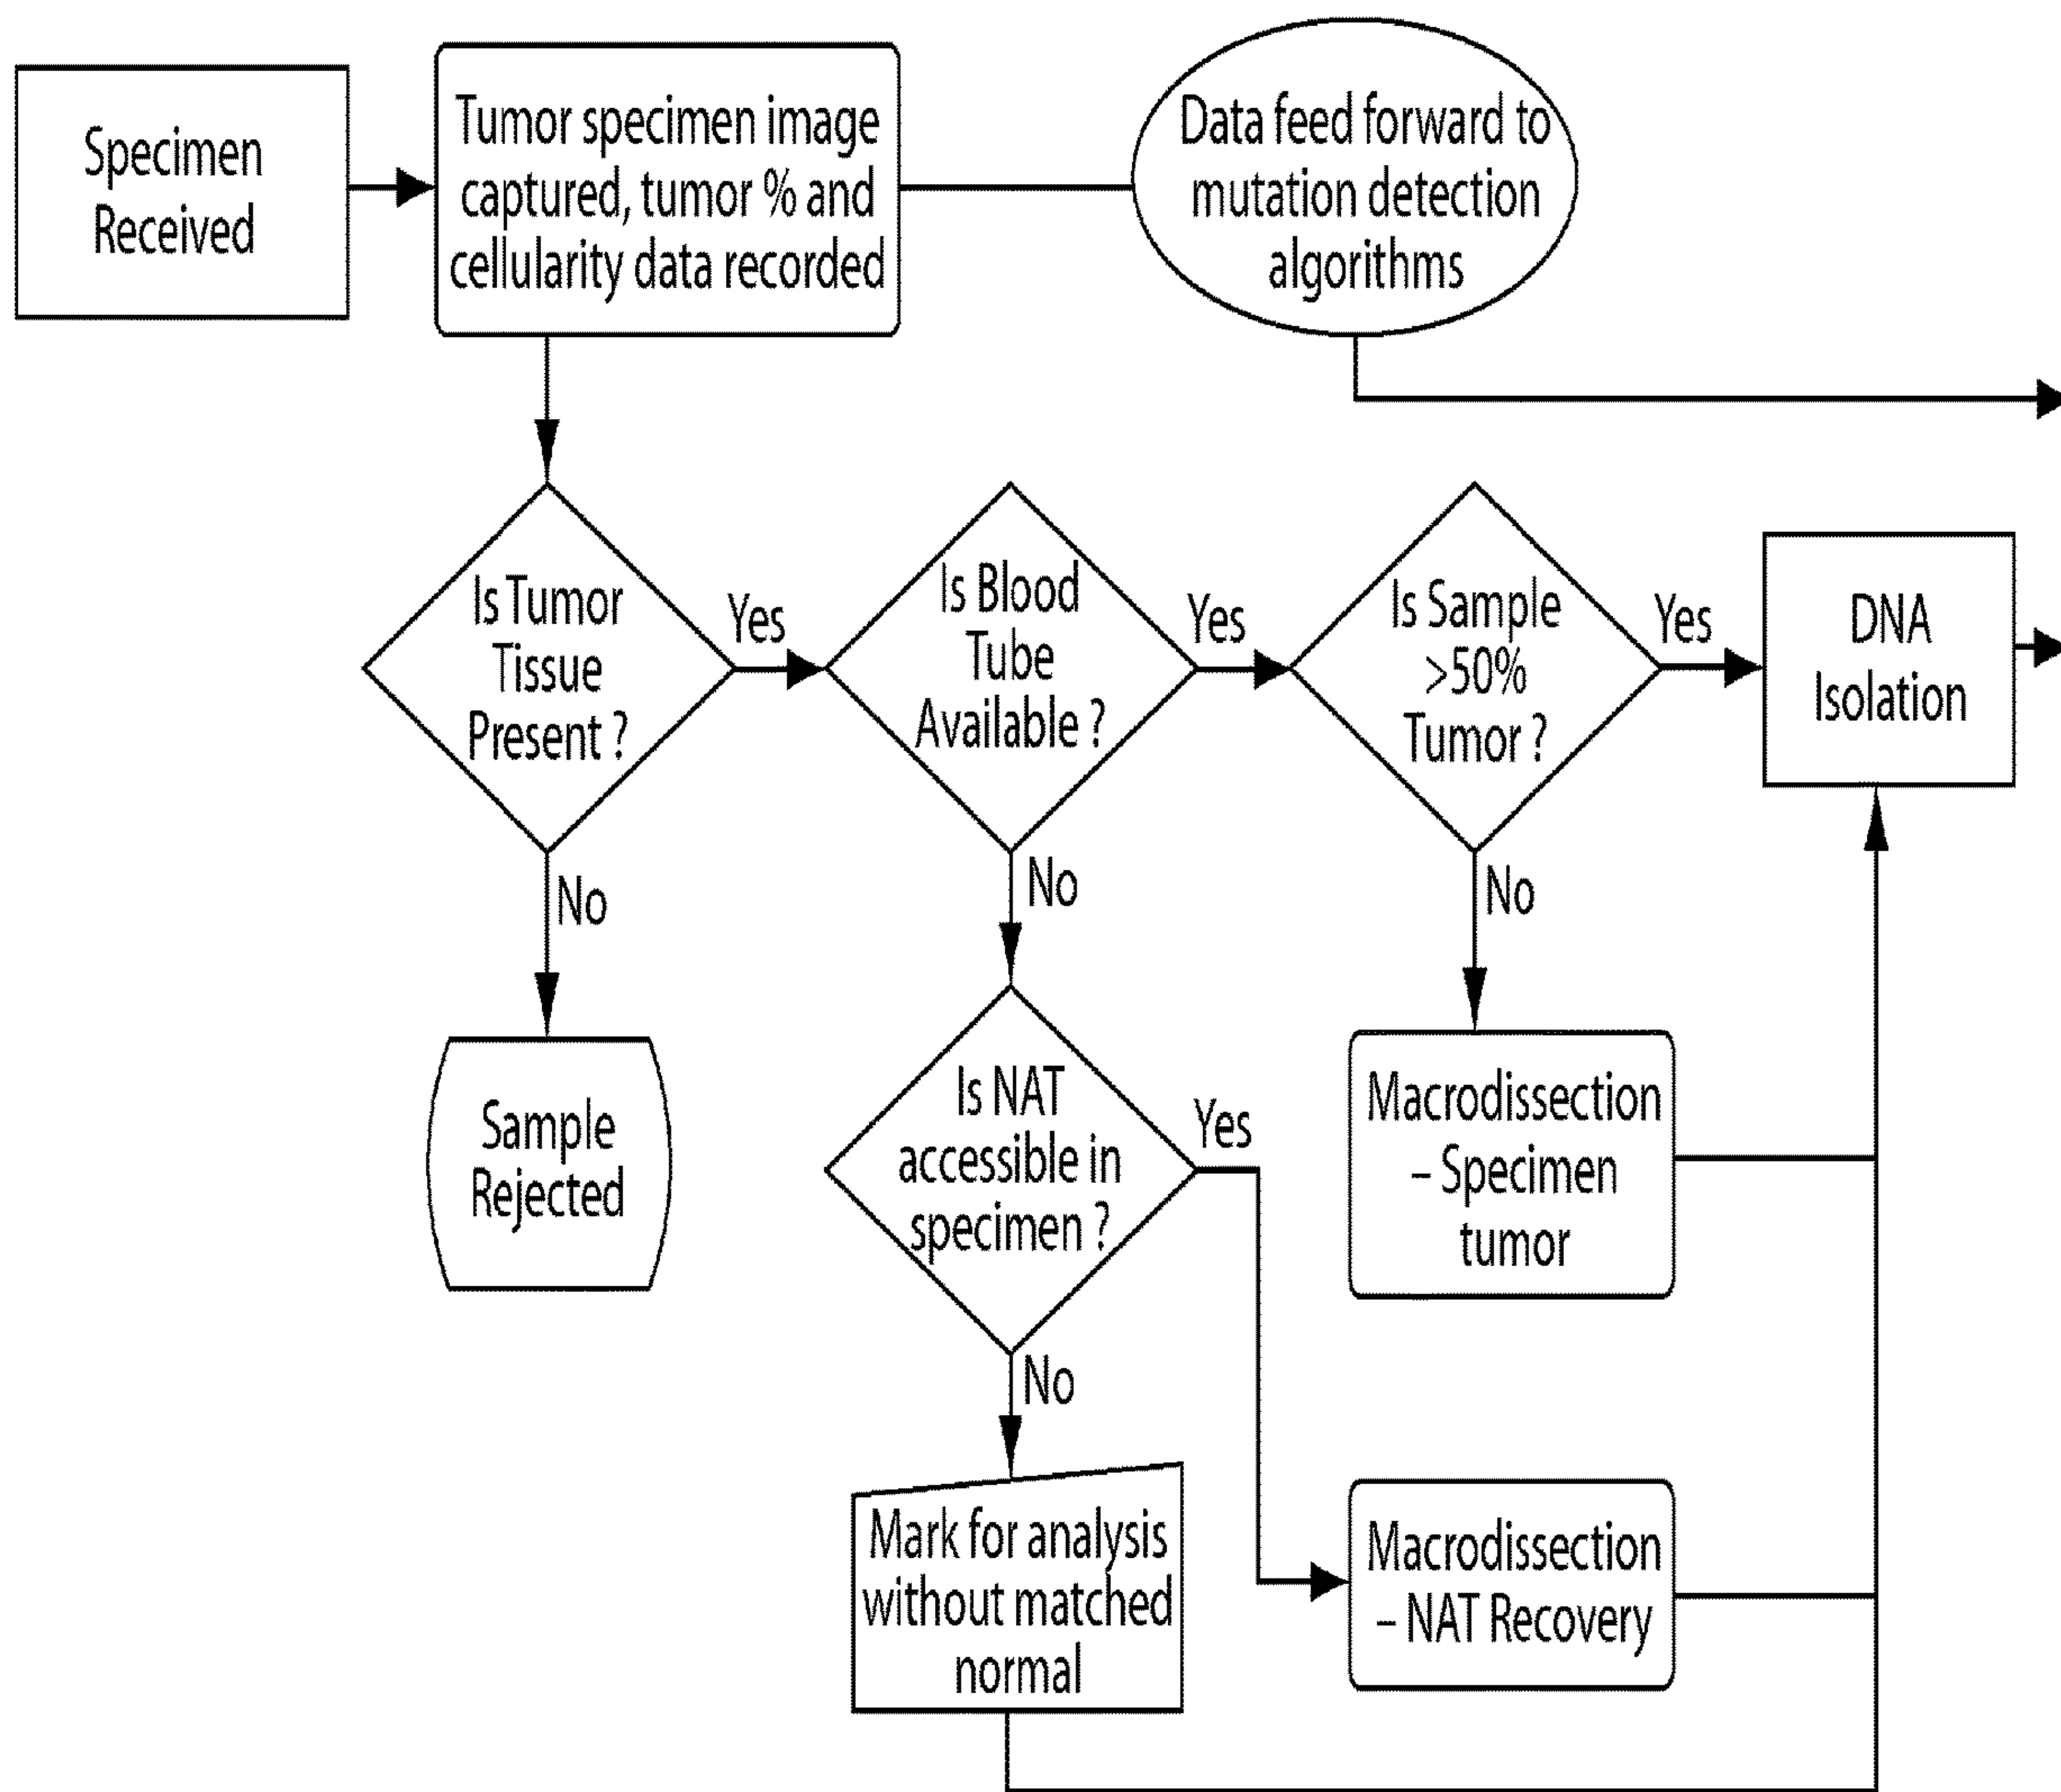 Specimen
Received
Tumor specimen image
captured, tumor % and
cellularity data recorded
Data feed forward to
mutation detection
algorithms
Is Tumor
Tissue
Present ?
Yes
No
Is Blood
Tube
Available ?
Yes
No
Is Sample
>50%
Tumor ?
Yes
No
DNA
Isolation
Sample
Rejected
Is NAT
accessible in
specimen ?
Yes
No
Macrodissection
– Specimen
tumor
Mark for analysis
without matched
normal
Macrodissection
– NAT Recovery